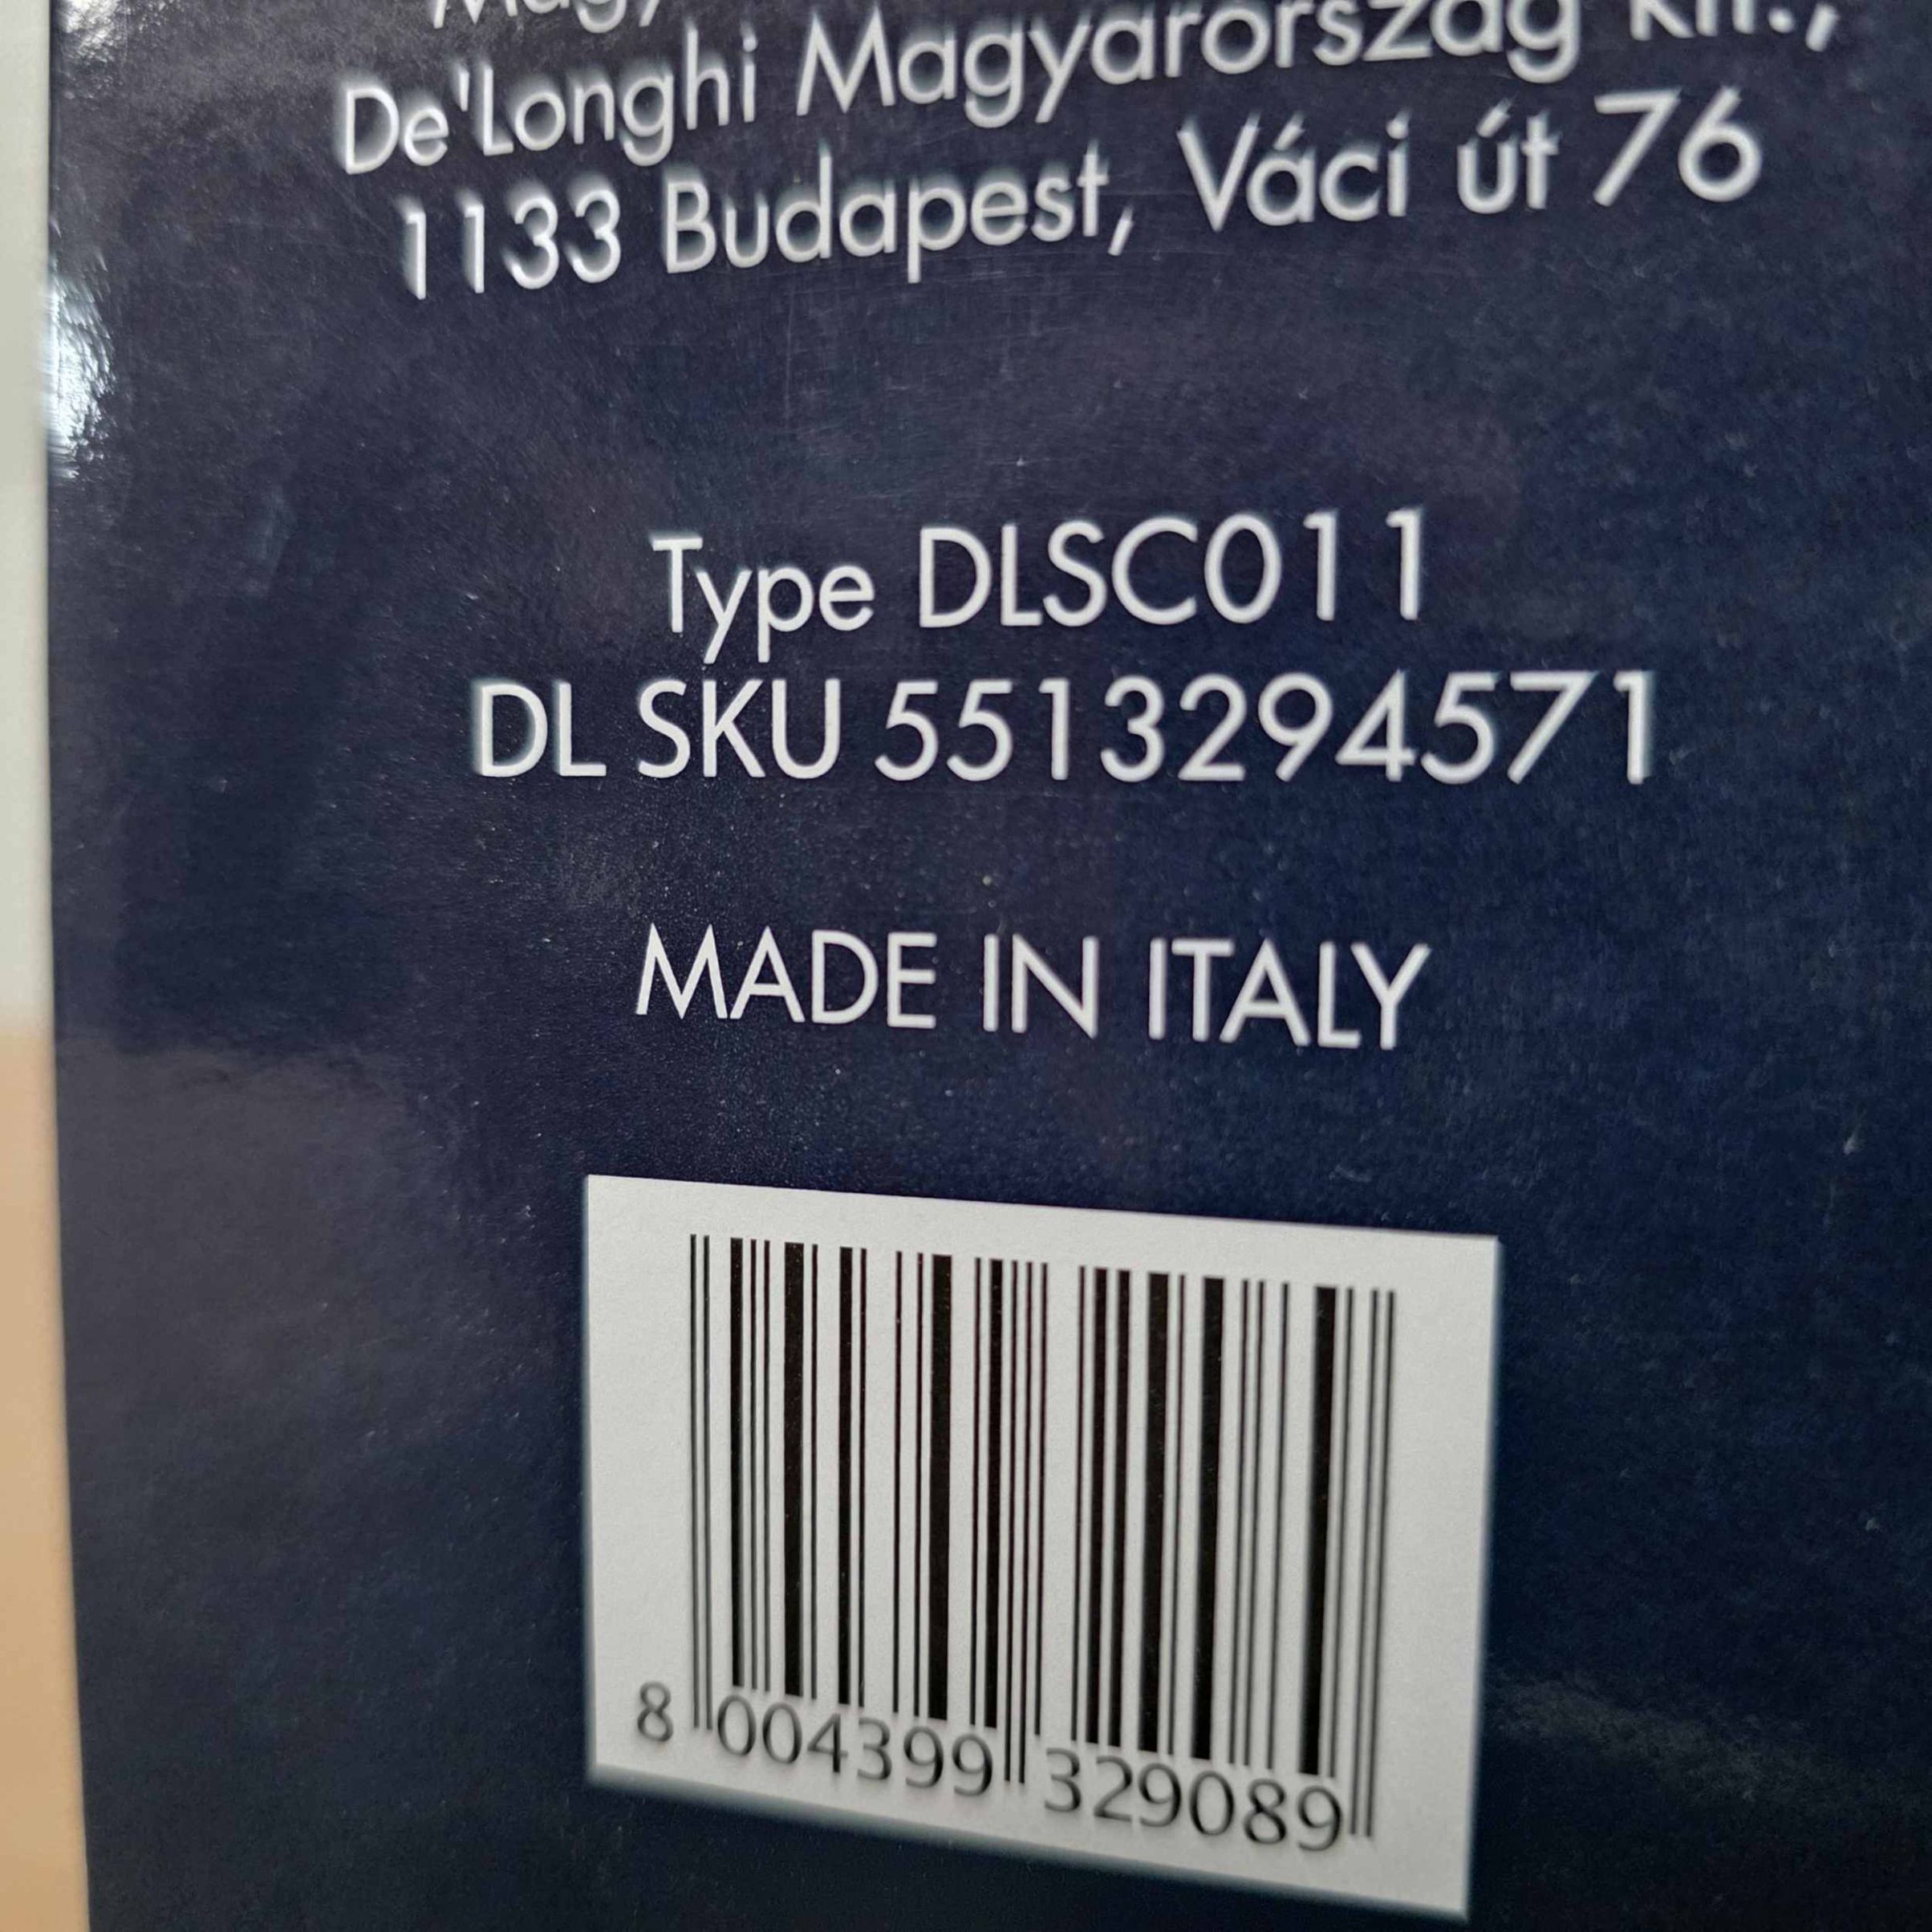 De'Longhi Magyarország Kft.,
1133 Budapest, Váci út 76
Type DLSC011
DL SKU 5513294571
MADE IN ITALY
8 004399 329089